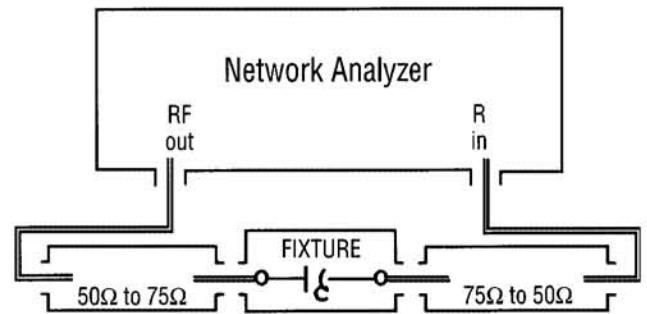 Network Analyzer
RF
out
R
in
FIXTURE
50Ω to 75Ω
75Ω to 50Ω